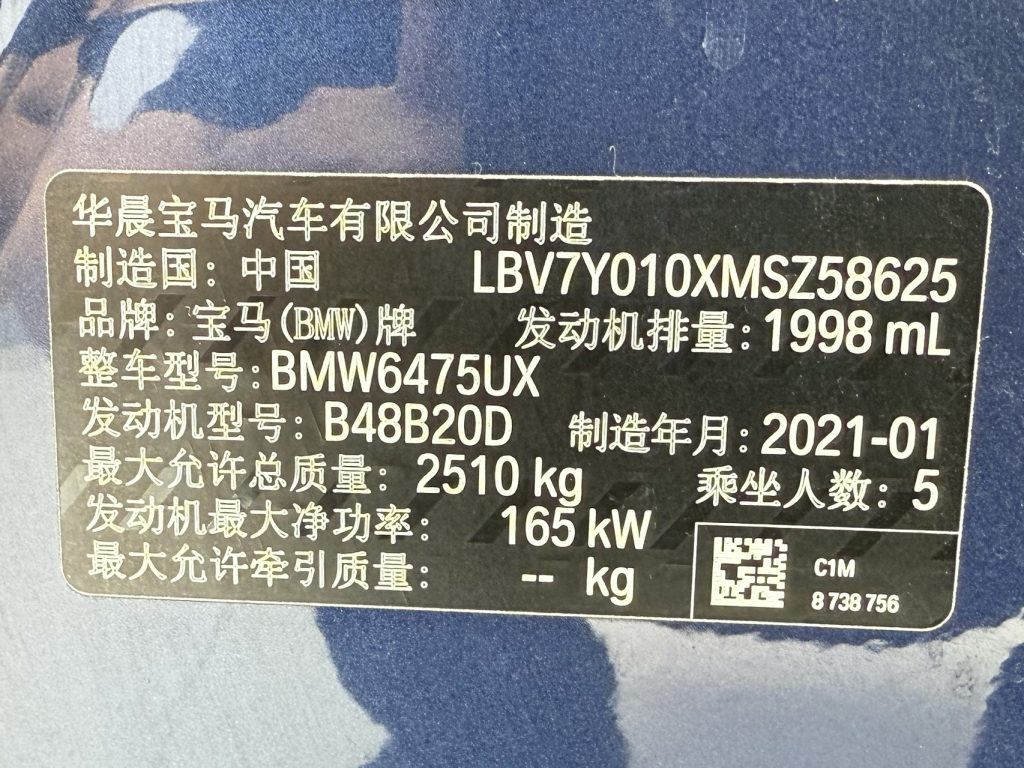 华晨宝马汽车有限公司制造
制造国：中国 LBV7Y010XMSZ58625
品牌：宝马(BMW)牌 发动机排量：1998 mL
整车型号：BMW6475UX
发动机型号：B48B20D 制造年月：2021-01
最大允许总质量：2510 kg 乘坐人数：5
发动机最大净功率：165 kW
最大允许牵引质量：-- kg
C1M
8 738 756